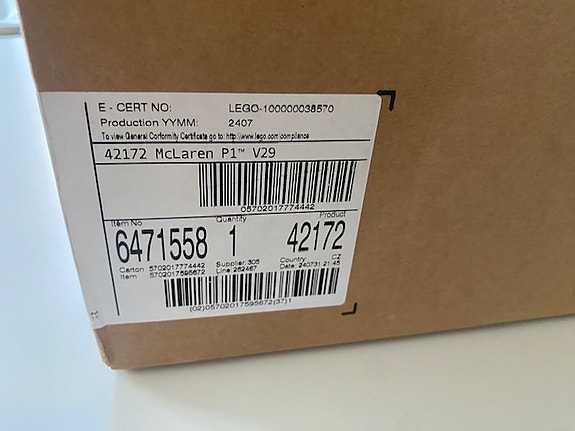 E - CERT NO: LEGO-100000038570
Production YYMM: 2407
To view General Conformity Certificate go to: http://www.lego.com/compliance
42172 McLaren P1™ V29
05702017774442
Item No Quantity Product
6471558 1 42172
Carton 5702017774442 Supplier: 305 Country: CZ
Item 5702017595672 Line: 262467 Date: 240731 21:45
(02)05702017595672(37)1